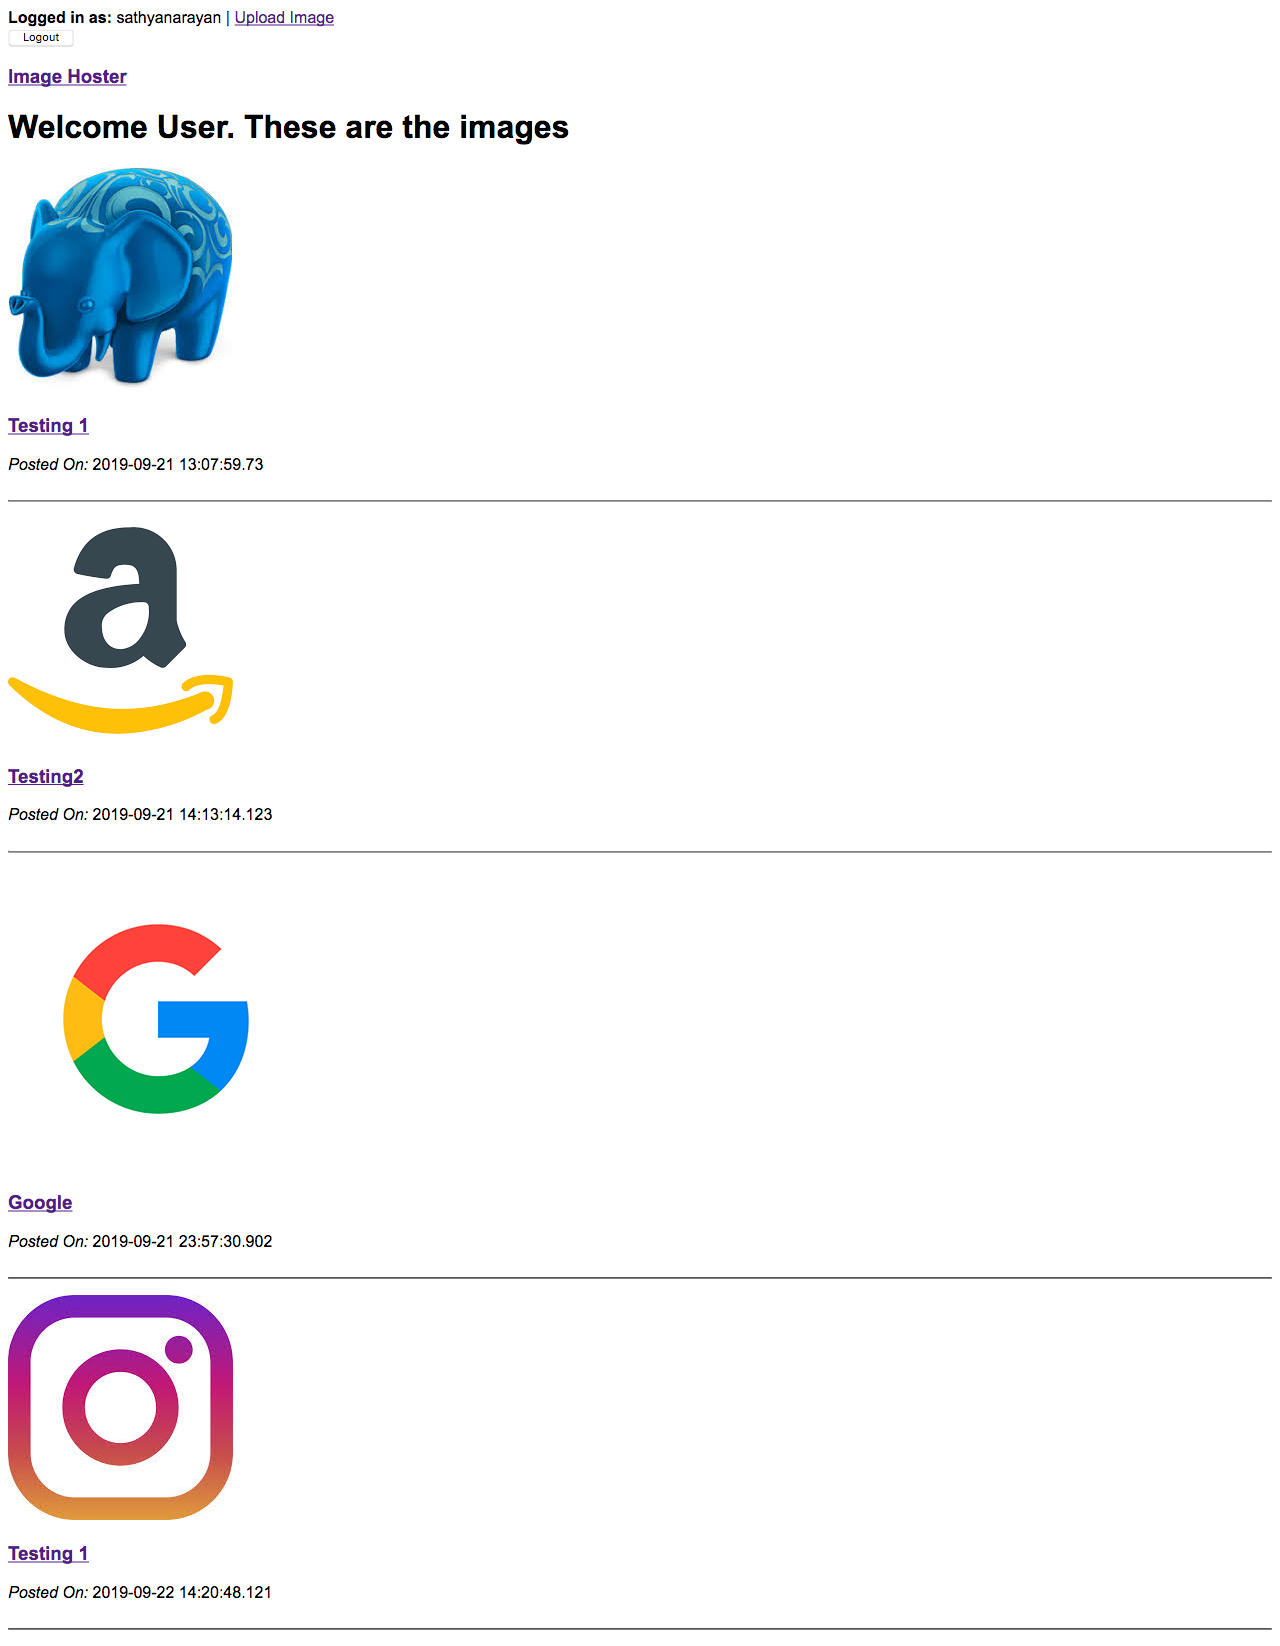 Logged in as: sathyanarayan | Upload Image
Logout
Image Hoster
Welcome User. These are the images
Testing 1
Posted On: 2019-09-21 13:07:59.73
a
Testing2
Posted On: 2019-09-21 14:13:14.123
G
Google
Posted On: 2019-09-21 23:57:30.902
Testing 1
Posted On: 2019-09-22 14:20:48.121